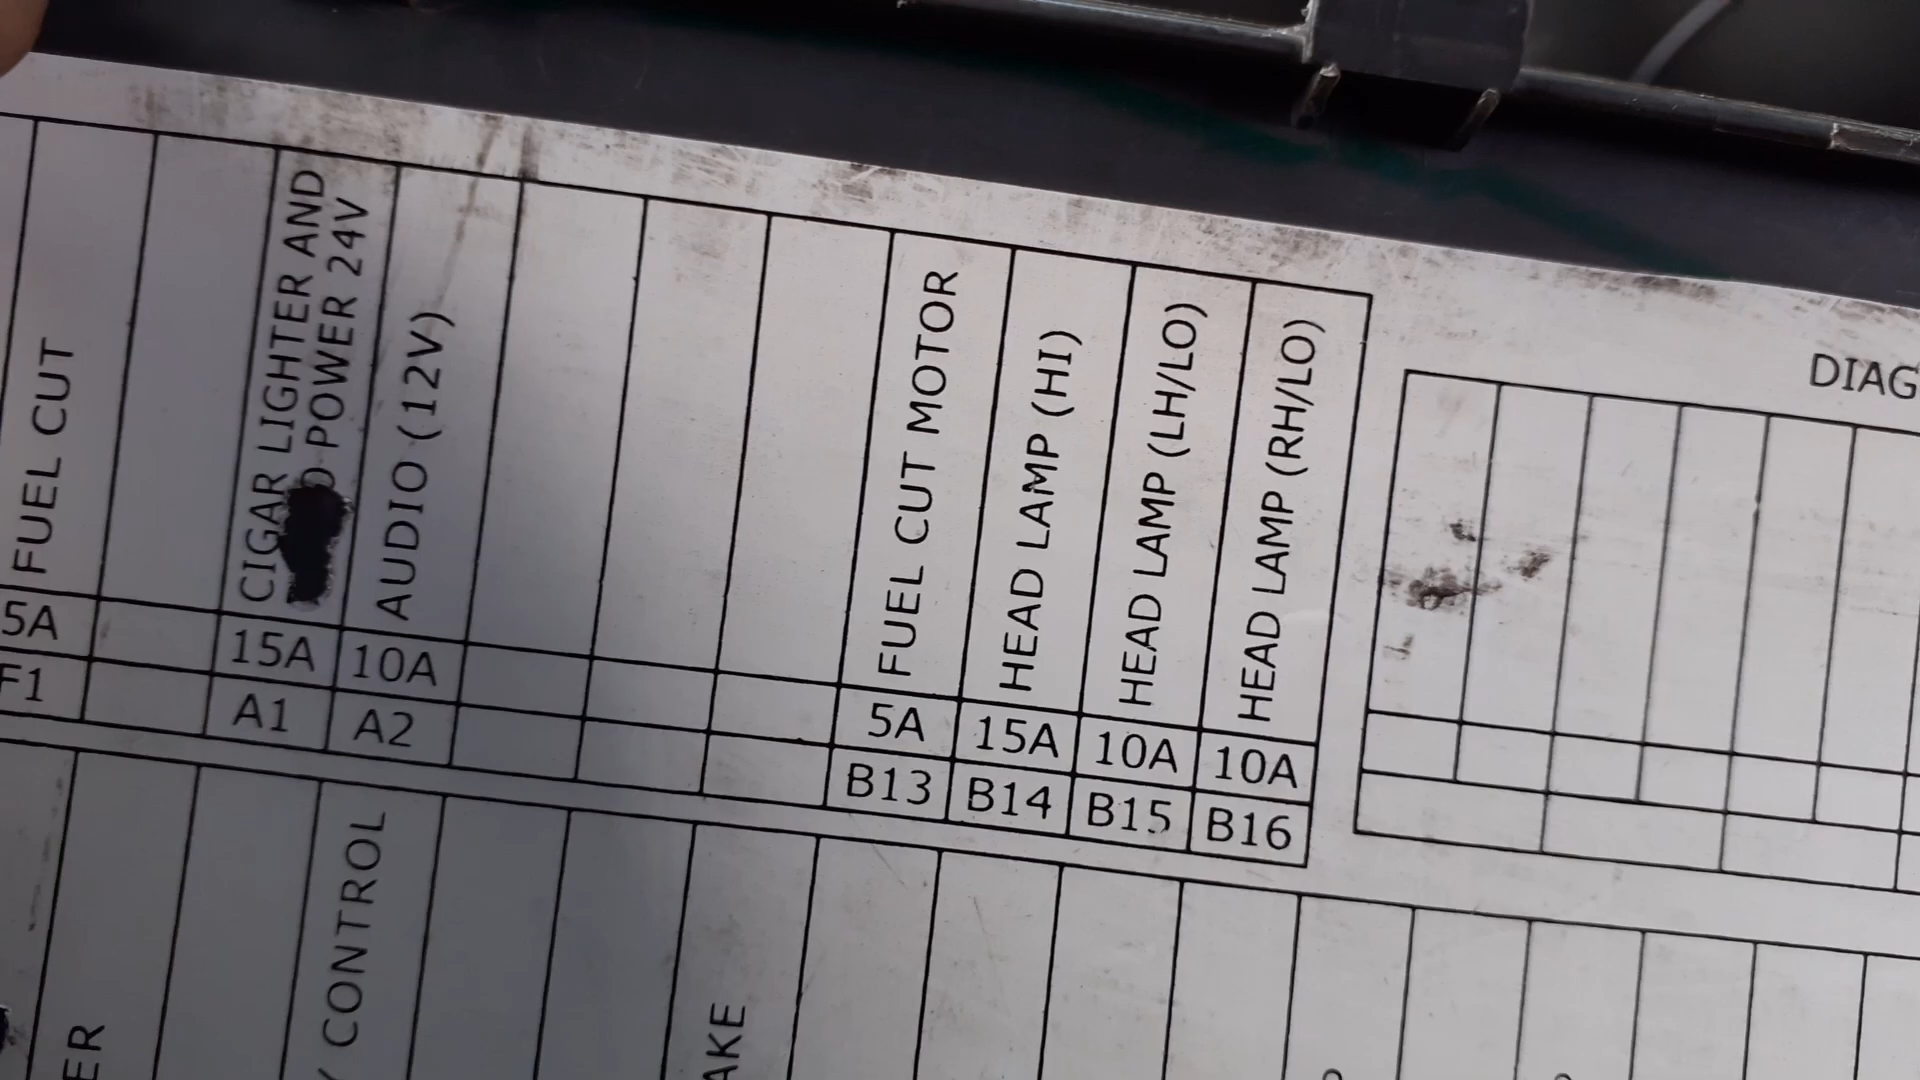 FUEL CUT
5A
F1
CIGAR LIGHTER AND
POWER 24V
15A
A1
AUDIO (12V)
10A
A2
FUEL CUT MOTOR
5A
B13
HEAD LAMP (HI)
15A
B14
HEAD LAMP (LH/LO)
10A
B15
HEAD LAMP (RH/LO)
10A
B16
DIAG
CONTROL